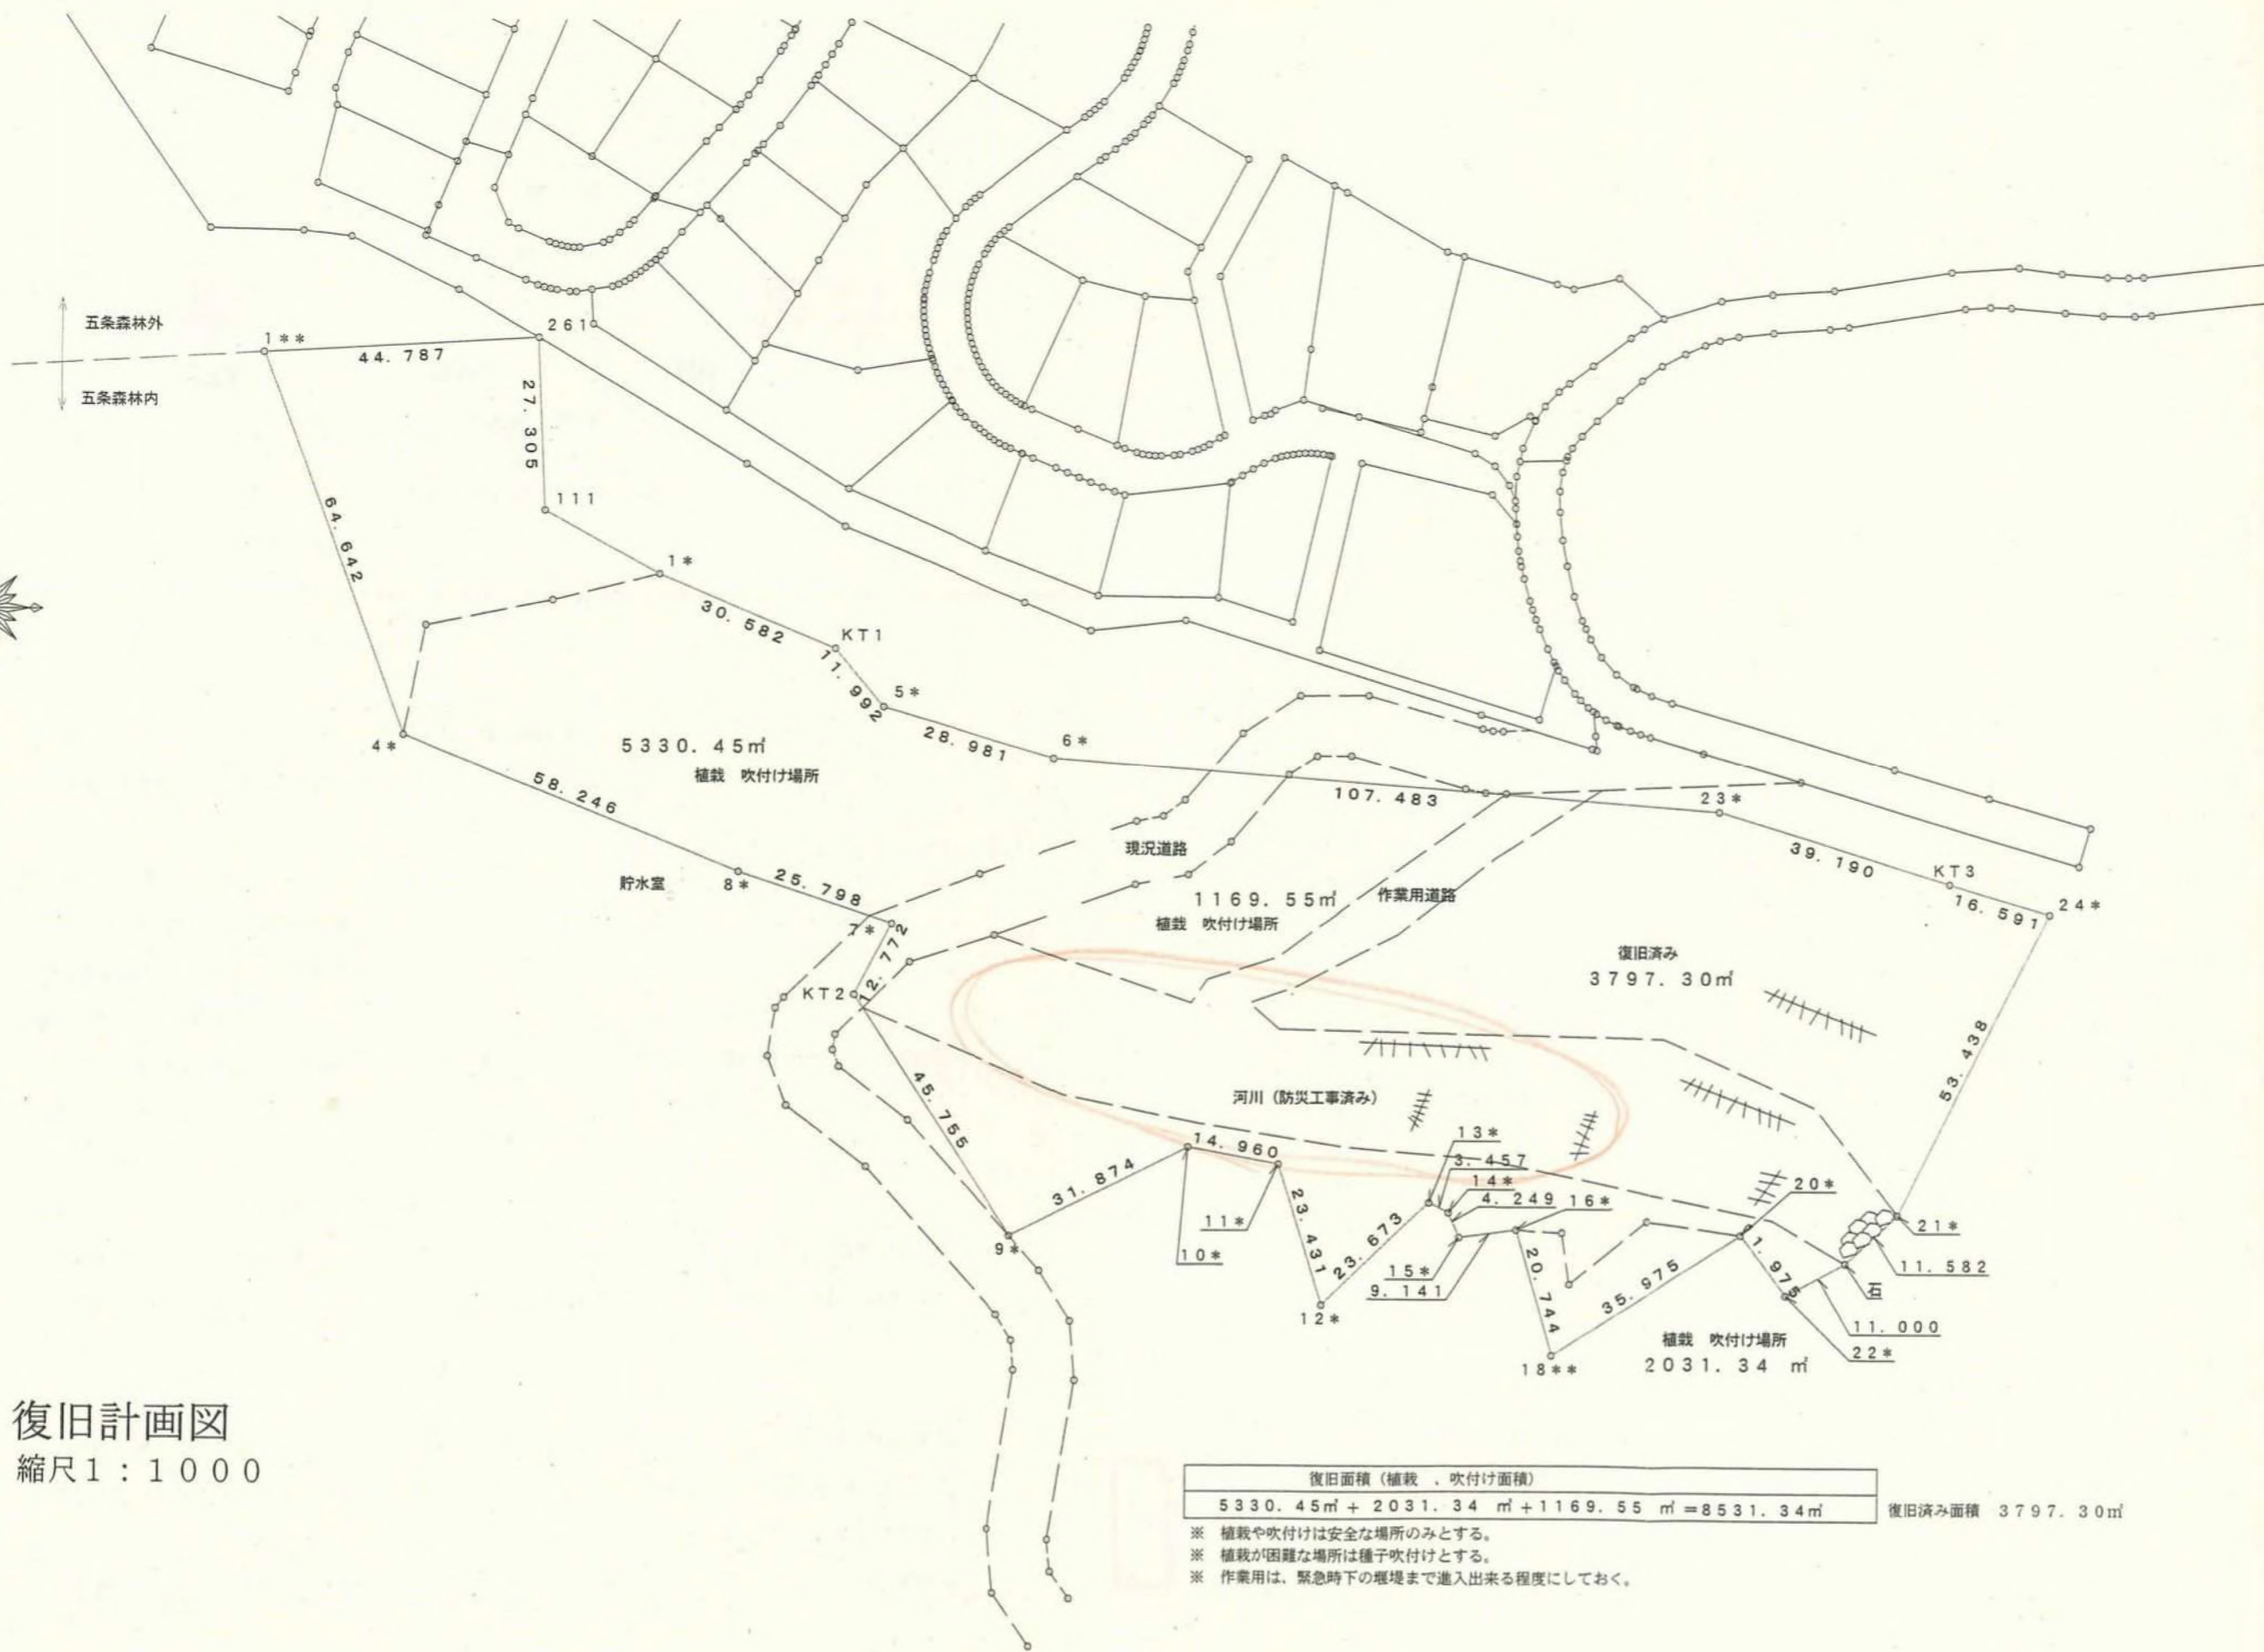 五条森林外
1**
44.787
261
五条森林内
27.305
111
64.642
1*
30.582
KT1
11.992
5*
28.981
6*
4*
5330.45㎡
植栽 吹付け場所
58.246
107.483
23*
現況道路
39.190
KT3
16.591
24*
貯水室
8*
25.798
7*
12.772
KT2
1169.55㎡
植栽 吹付け場所
作業用道路
復旧済み
3797.30㎡
53.438
45.755
河川(防災工事済み)
14.960
13*
3.457
14*
4.249
16*
20*
31.874
11*
10*
23.431
23.673
15*
9.141
9*
12*
20.744
35.975
1.975
21*
11.582
石
11.000
22*
18**
植栽 吹付け場所
2031.34 ㎡
復旧計画図
縮尺1:1000
復旧面積(植栽 、吹付け面積)
5330.45㎡+2031.34 ㎡+1169.55 ㎡=8531.34㎡
復旧済み面積 3797.30㎡
※ 植栽や吹付けは安全な場所のみとする。
※ 植栽が困難な場所は種子吹付けとする。
※ 作業用は、緊急時下の堰堤まで進入出来る程度にしておく。